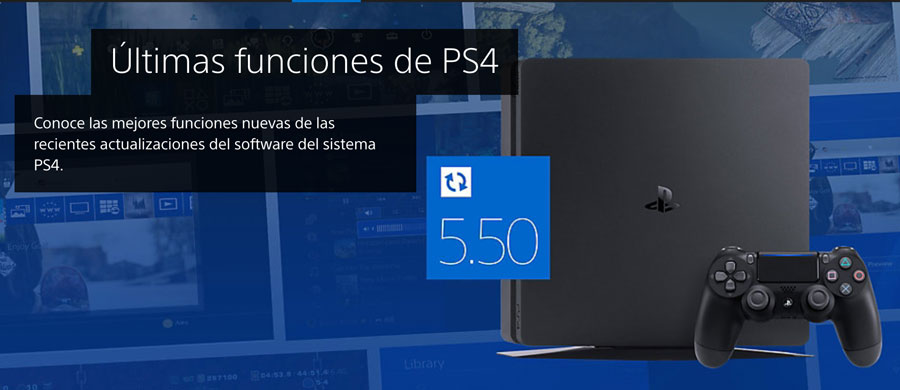 Últimas funciones de PS4
Conoce las mejores funciones nuevas de las
recientes actualizaciones del software del sistema
PS4.
5.50
Library